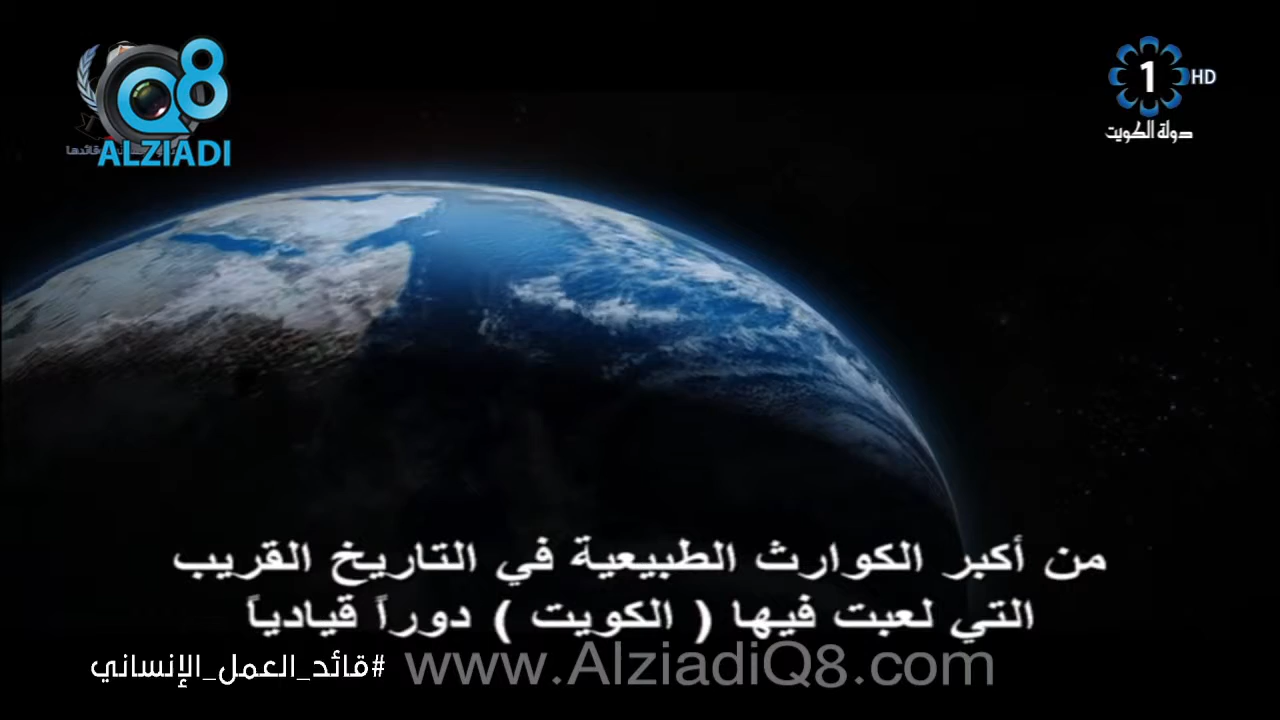 Q8
ALZIADI
1
HD
دولة الكويت
من أكبر الكوارث الطبيعية في التاريخ القريب
التي لعبت فيها ( الكويت ) دوراً قيادياً
#قائد_العمل_الإنساني
www.AlziadiQ8.com